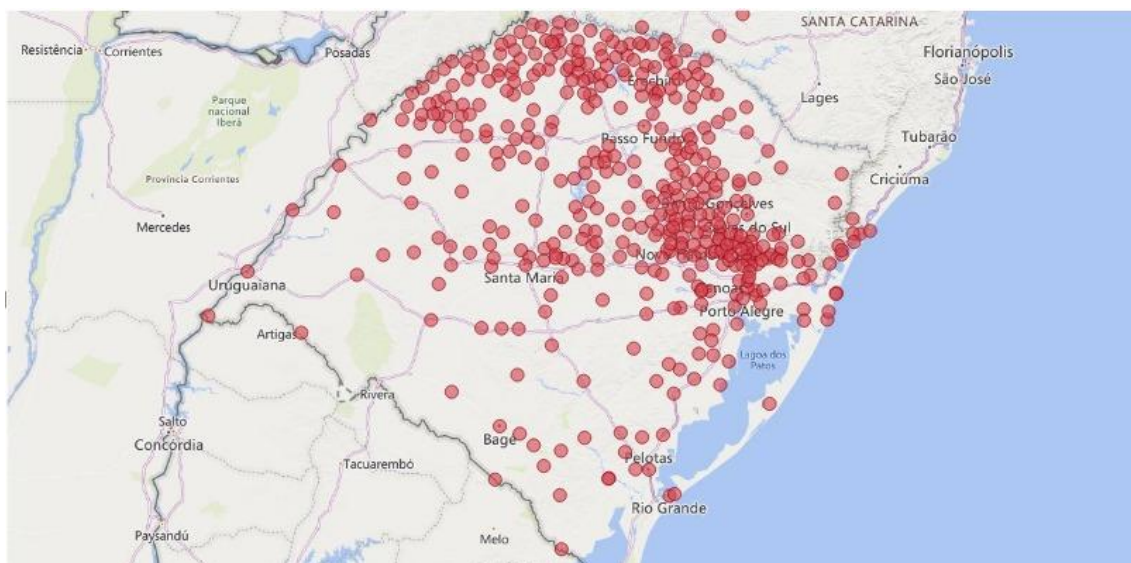 SANTA CATARINA
Resistência
Corrientes
Posadas
Florianópolis
São José
Parque
nacional
Iberá
Lages
Tubarão
Passo Fundo
Criciúma
Província Corrientes
Mercedes
Santa Maria
Uruguaiana
Porto Alegre
Artigas
Lagoa dos
Patos
Rivera
Salto
Concórdia
Bagé
Tacuarembó
Pelotas
Rio Grande
Paysandú
Melo